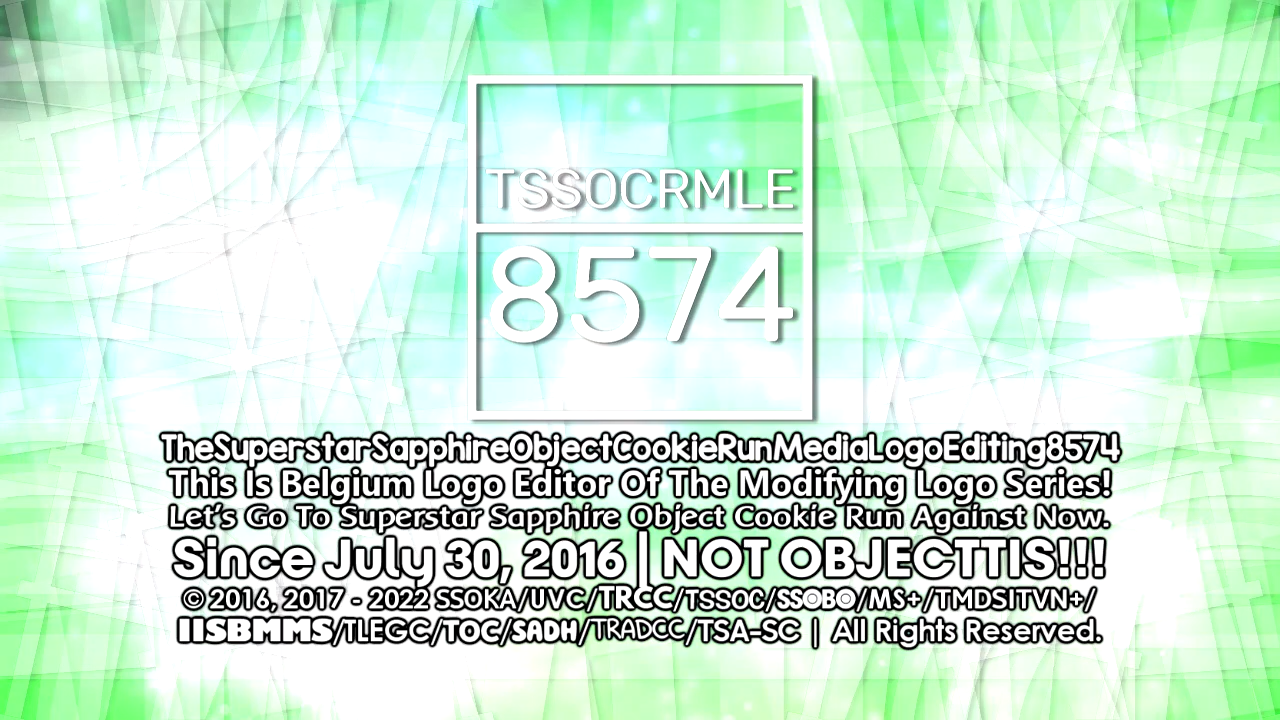 TSSOCRMLE
8574
TheSuperstarSapphireObjectCookieRunMediaLogoEditing8574
This Is Belgium Logo Editor Of The Modifying Logo Series!
Let's Go To Superstar Sapphire Object Cookie Run Against Now.
Since July 30, 2016 | NOT OBJECTTIS!!!
© 2016, 2017 - 2022 SSOKA/UVC/TRCC/TSSOC/SSOBO/MS+/TMDSITVN+/
IISBMMS/TLEGC/TOC/SADH/TRADCC/TSA-SC | All Rights Reserved.